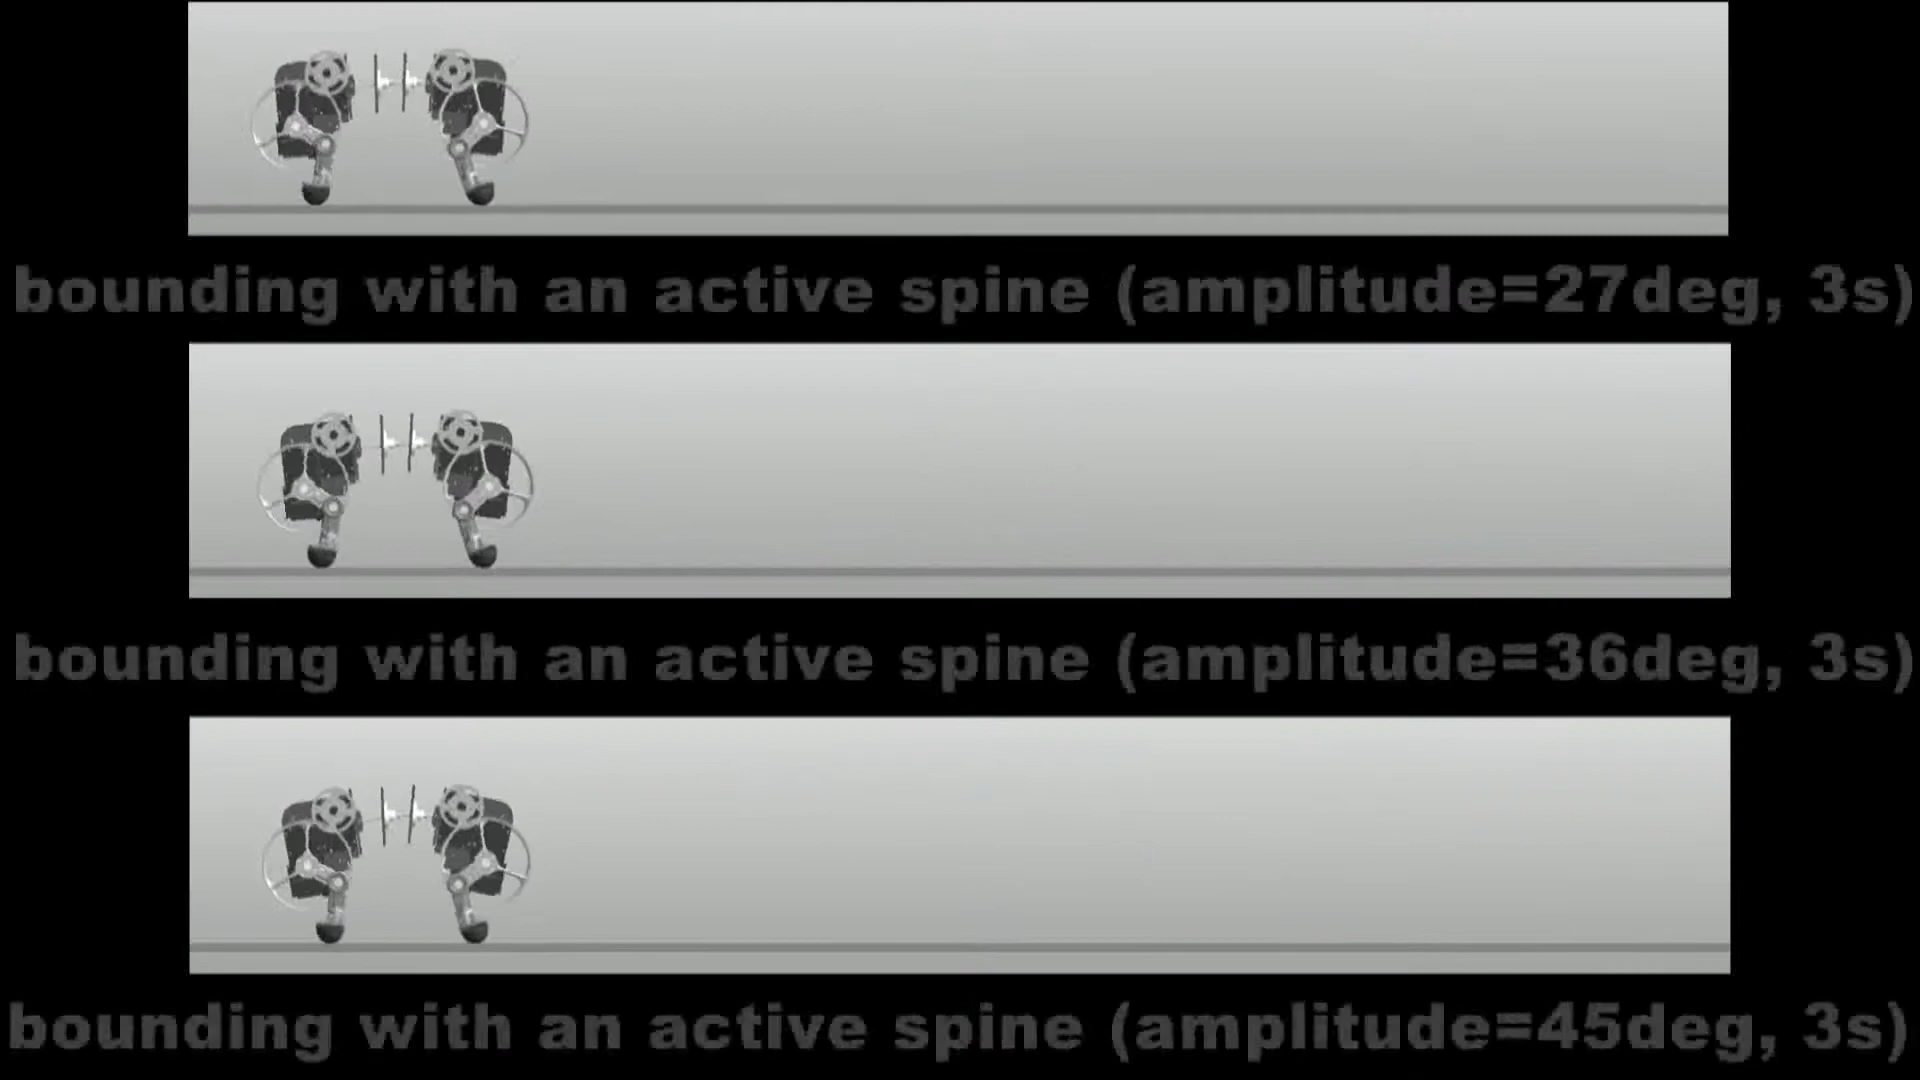 bounding with an active spine (amplitude=27deg, 3s)
bounding with an active spine (amplitude=36deg, 3s)
bounding with an active spine (amplitude=45deg, 3s)